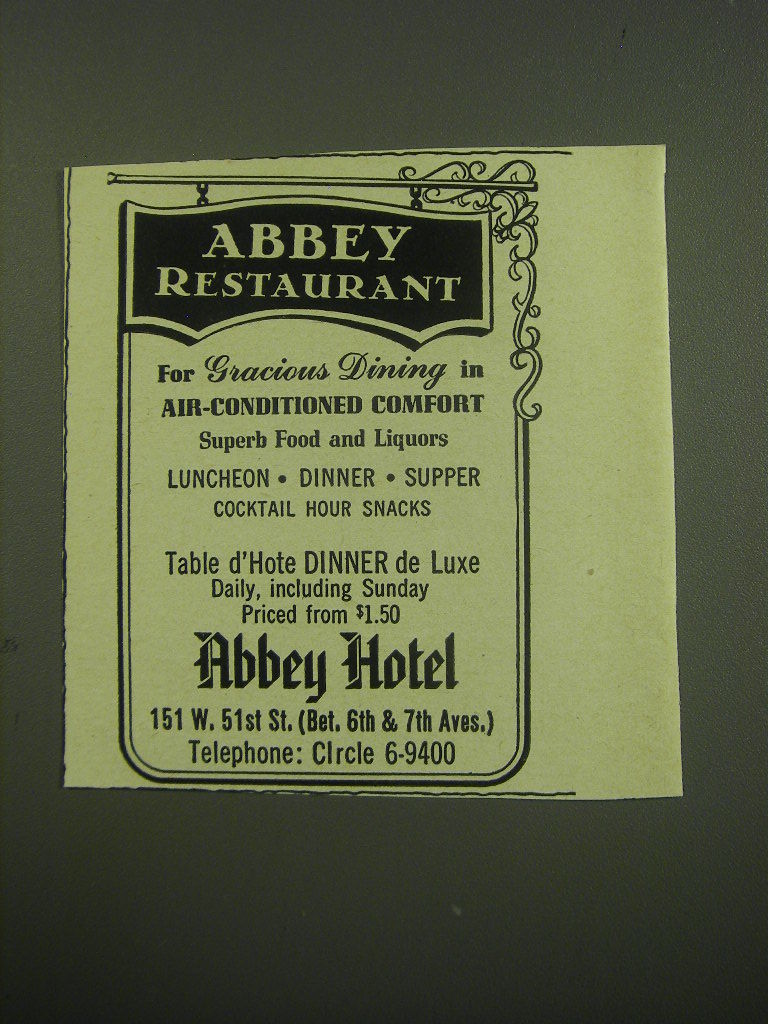 ABBEY
RESTAURANT
For Gracious Dining in
AIR-CONDITIONED COMFORT
Superb Food and Liquors
LUNCHEON • DINNER • SUPPER
COCKTAIL HOUR SNACKS
Table d'Hote DINNER de Luxe
Daily, including Sunday
Priced from $1.50
Abbey Hotel
151 W. 51st St. (Bet. 6th & 7th Aves.)
Telephone: CIrcle 6-9400